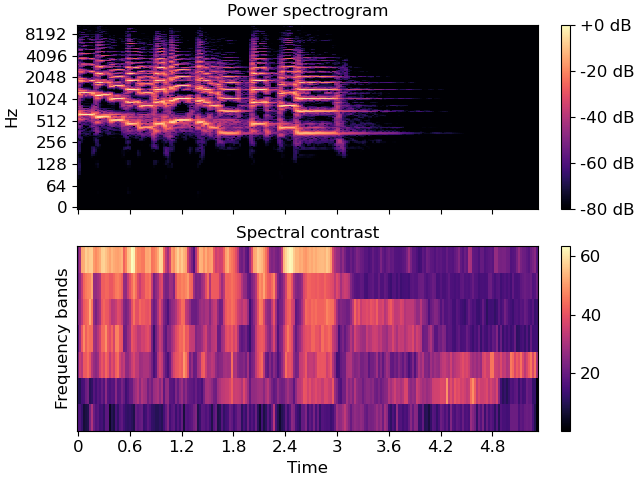 Power spectrogram
8192
4096
2048
1024
512
256
128
64
0
Hz
+0 dB
-20 dB
-40 dB
-60 dB
-80 dB
Spectral contrast
Frequency bands
60
40
20
0 0.6 1.2 1.8 2.4 3 3.6 4.2 4.8
Time